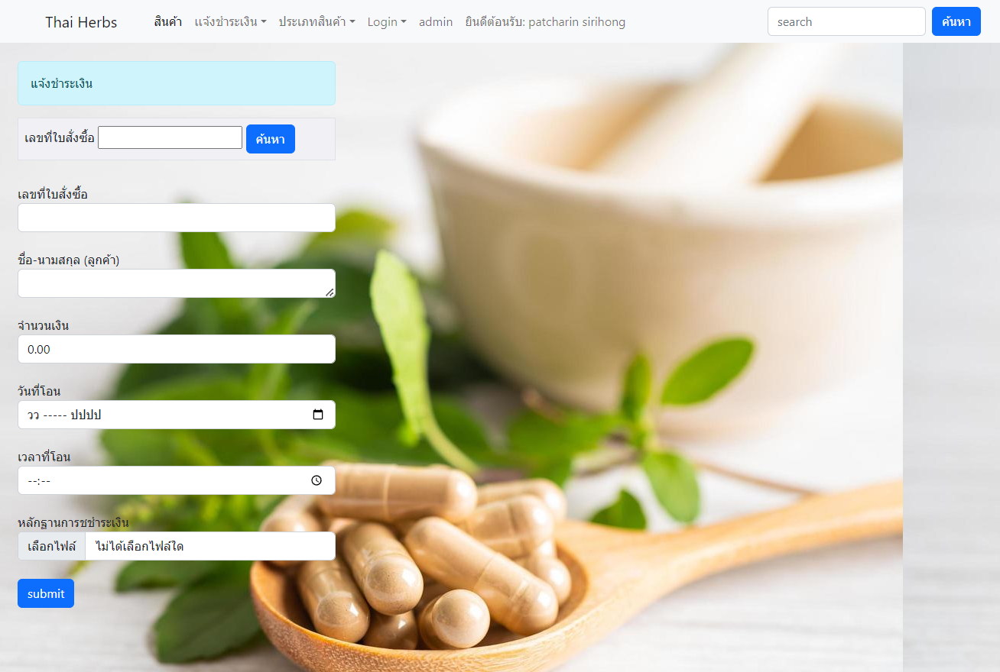 Thai Herbs สินค้า แจ้งชำระเงิน ประเภทสินค้า Login admin ยินดีต้อนรับ: patcharin sirihong search ค้นหา
แจ้งชำระเงิน
เลขที่ใบสั่งซื้อ ค้นหา
เลขที่ใบสั่งซื้อ
ชื่อ-นามสกุล (ลูกค้า)
จำนวนเงิน
0.00
วันที่โอน
วว ----- ปปปป
เวลาที่โอน
--:--
หลักฐานการชชำระเงิน
เลือกไฟล์ ไม่ได้เลือกไฟล์ใด
submit